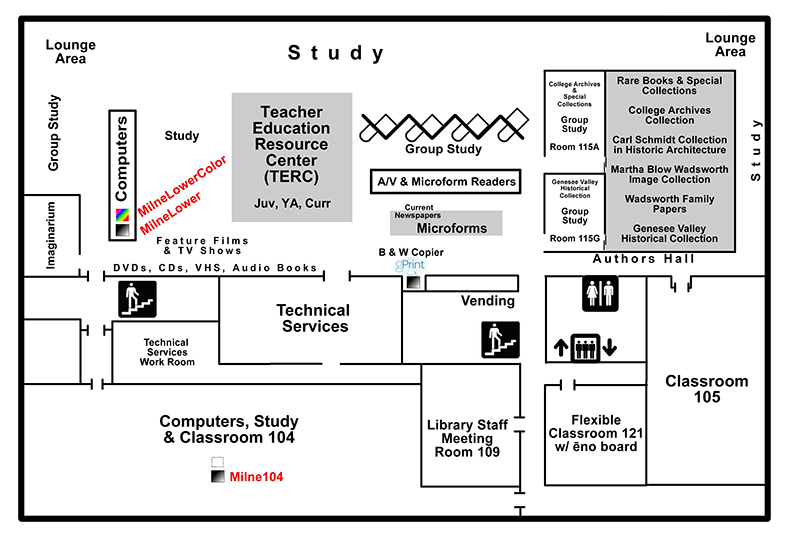 Lounge
Area
Study
Lounge
Area
Group Study
Computers
Study
MilneLowerColor
MilneLower
Teacher
Education
Resource
Center
(TERC)
Juv, YA, Curr
Group Study
A/V & Microform Readers
Current
Newspapers
Microforms
B & W Copier
gPrint
College Archives
&
Special
Collections
Group
Study
Room 115A
Genesee Valley
Historical
Collection
Group
Study
Room 115G
Rare Books & Special
Collections
College Archives
Collection
Carl Schmidt Collection
in Historic Architecture
Martha Blow Wadsworth
Image Collection
Wadsworth Family
Papers
Genesee Valley
Historical Collection
Study
Authors Hall
Imaginarium
Feature Films
& TV Shows
DVDs, CDs, VHS, Audio Books
Technical
Services
Vending
Technical
Services
Work Room
Computers, Study
& Classroom 104
Milne104
Library Staff
Meeting
Room 109
Flexible
Classroom 121
w/ ēno board
Classroom
105